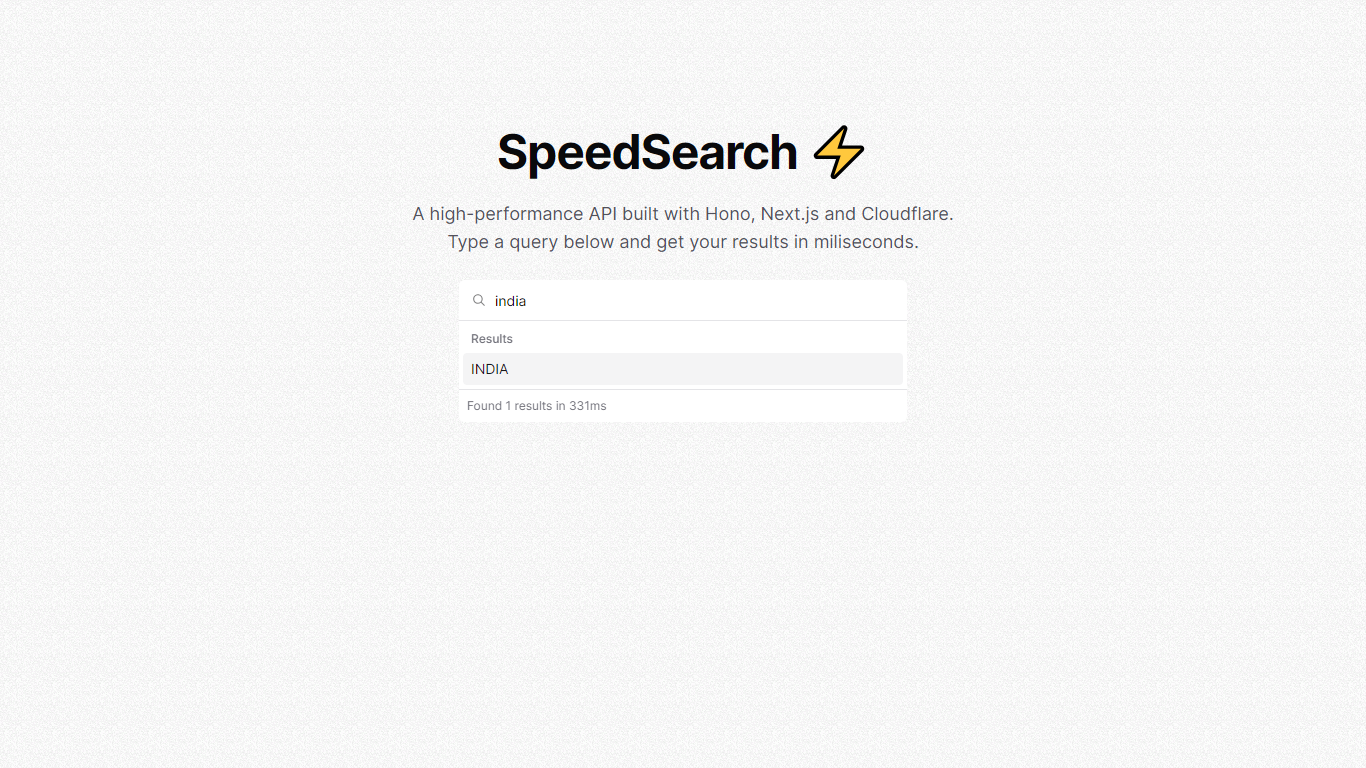 SpeedSearch ⚡
A high-performance API built with Hono, Next.js and Cloudflare.
Type a query below and get your results in miliseconds.
india
Results
INDIA
Found 1 results in 331ms